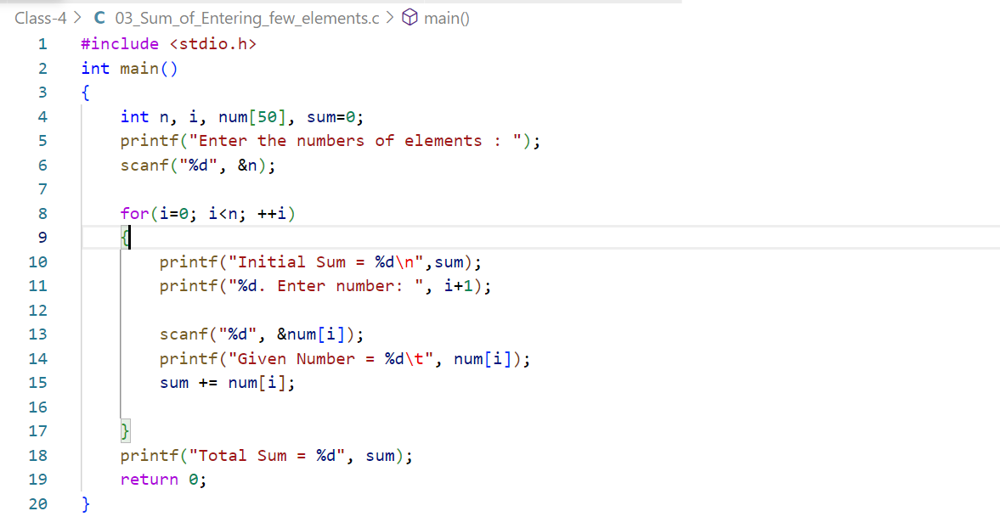 Class-4 > C 03_Sum_of_Entering_few_elements.c > main()
1 #include <stdio.h>
2 int main()
3 {
4     int n, i, num[50], sum=0;
5     printf("Enter the numbers of elements : ");
6     scanf("%d", &n);
7
8     for(i=0; i<n; ++i)
9     {
10         printf("Initial Sum = %d\n",sum);
11         printf("%d. Enter number: ", i+1);
12
13         scanf("%d", &num[i]);
14         printf("Given Number = %d\t", num[i]);
15         sum += num[i];
16
17     }
18     printf("Total Sum = %d", sum);
19     return 0;
20 }